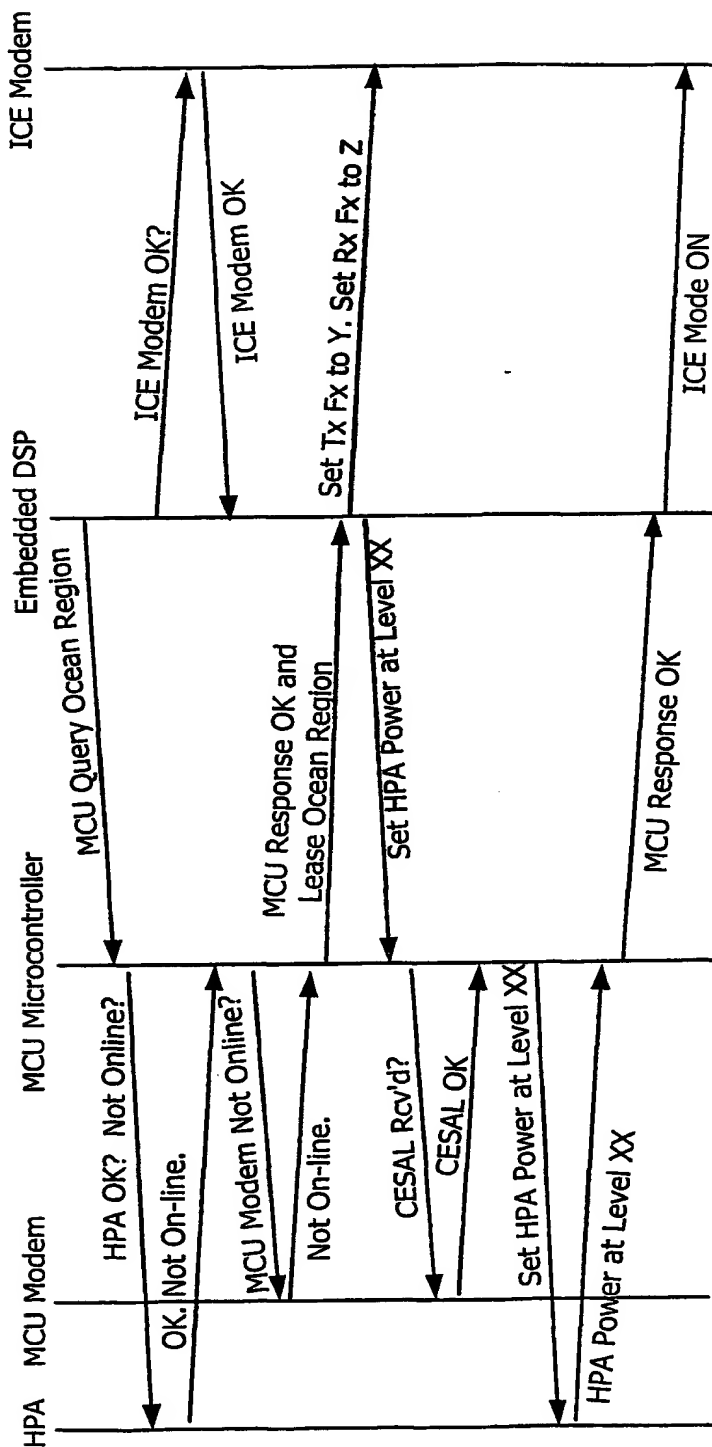 HPA
MCU Modem
MCU Microcontroller
Embedded DSP
ICE Modem
MCU Query Ocean Region
HPA OK? Not Online?
ICE Modem OK?
OK. Not On-line.
ICE Modem OK
MCU Modem Not Online?
Not On-line.
MCU Response OK and
Lease Ocean Region
Set Tx Fx to Y. Set Rx Fx to Z
Set HPA Power at Level XX
CESAL Rcv'd?
CESAL OK
Set HPA Power at Level XX
HPA Power at Level XX
MCU Response OK
ICE Mode ON